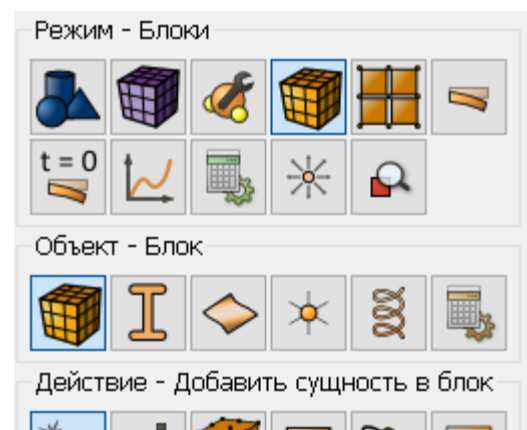 Режим - Блоки
t = 0
Объект - Блок
Действие - Добавить сущность в блок